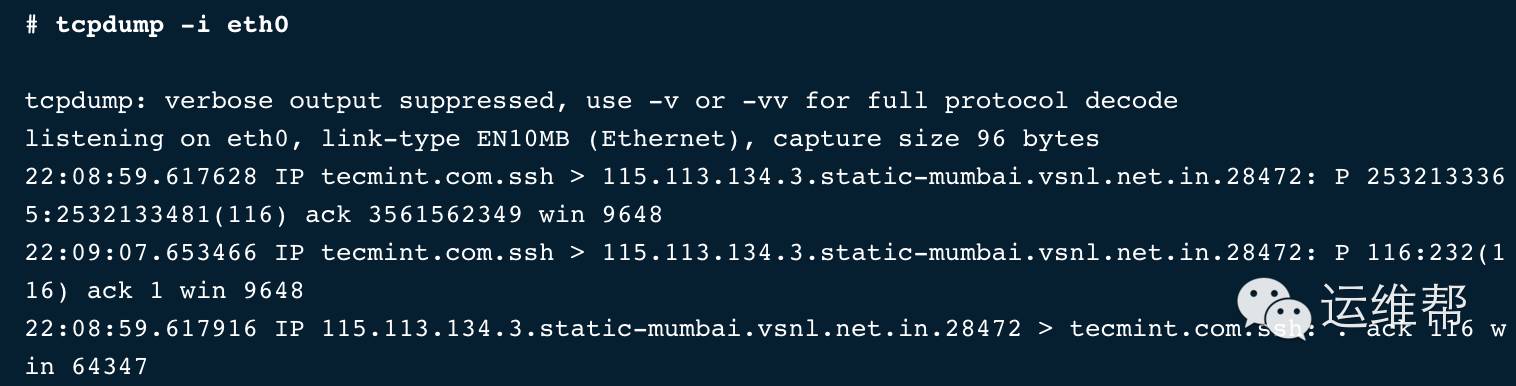 # tcpdump -i eth0
tcpdump: verbose output suppressed, use -v or -vv for full protocol decode
listening on eth0, link-type EN10MB (Ethernet), capture size 96 bytes
22:08:59.617628 IP tecmint.com.ssh > 115.113.134.3.static-mumbai.vsnl.net.in.28472: P 253213336
5:2532133481(116) ack 3561562349 win 9648
22:09:07.653466 IP tecmint.com.ssh > 115.113.134.3.static-mumbai.vsnl.net.in.28472: P 116:232(1
16) ack 1 win 9648
22:08:59.617916 IP 115.113.134.3.static-mumbai.vsnl.net.in.28472 > tecmint.com.ssh: . ack 116 w
in 64347
运维帮